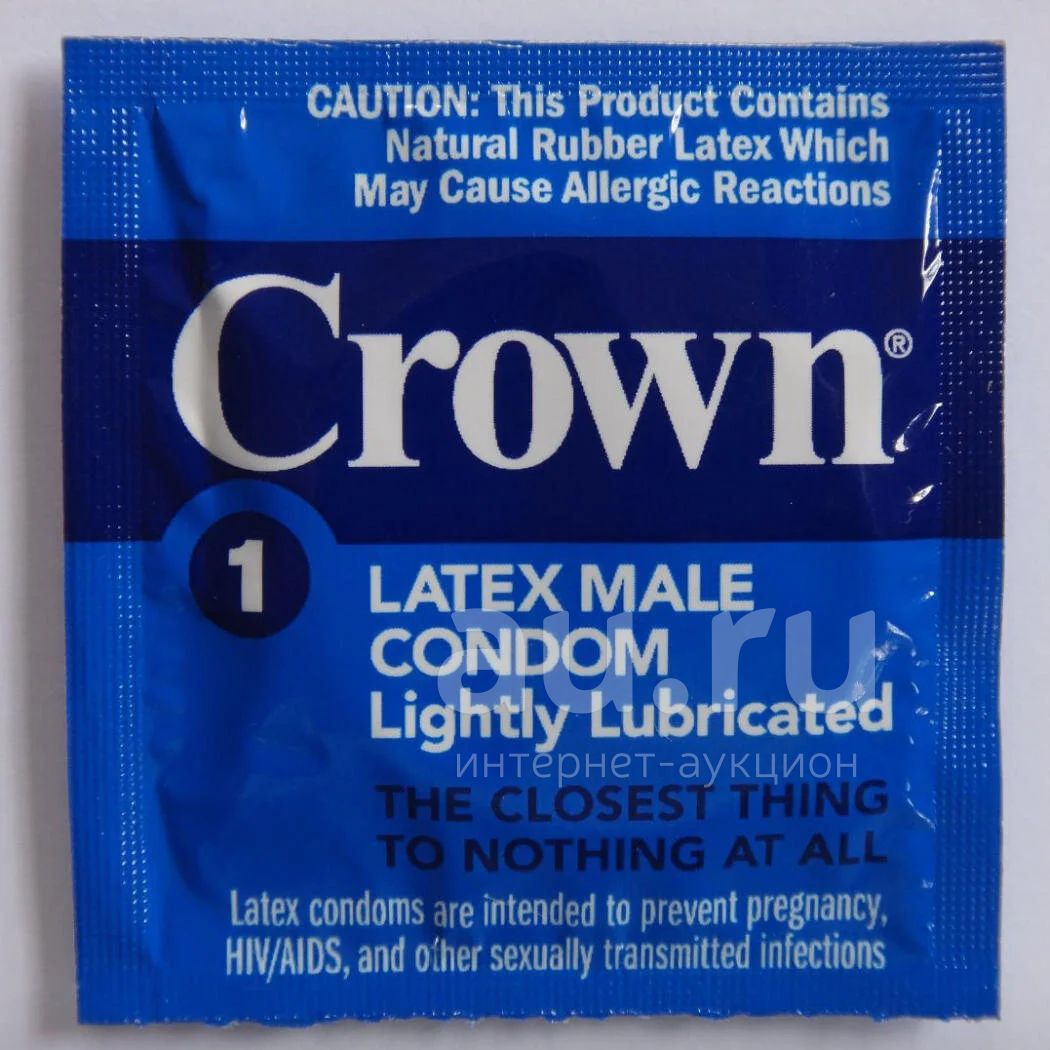 CAUTION: This Product Contains
Natural Rubber Latex Which
May Cause Allergic Reactions
Crown®
1
LATEX MALE
CONDOM
Lightly Lubricated
au.ru
интернет-аукцион
THE CLOSEST THING
TO NOTHING AT ALL
Latex condoms are intended to prevent pregnancy,
HIV/AIDS, and other sexually transmitted infections